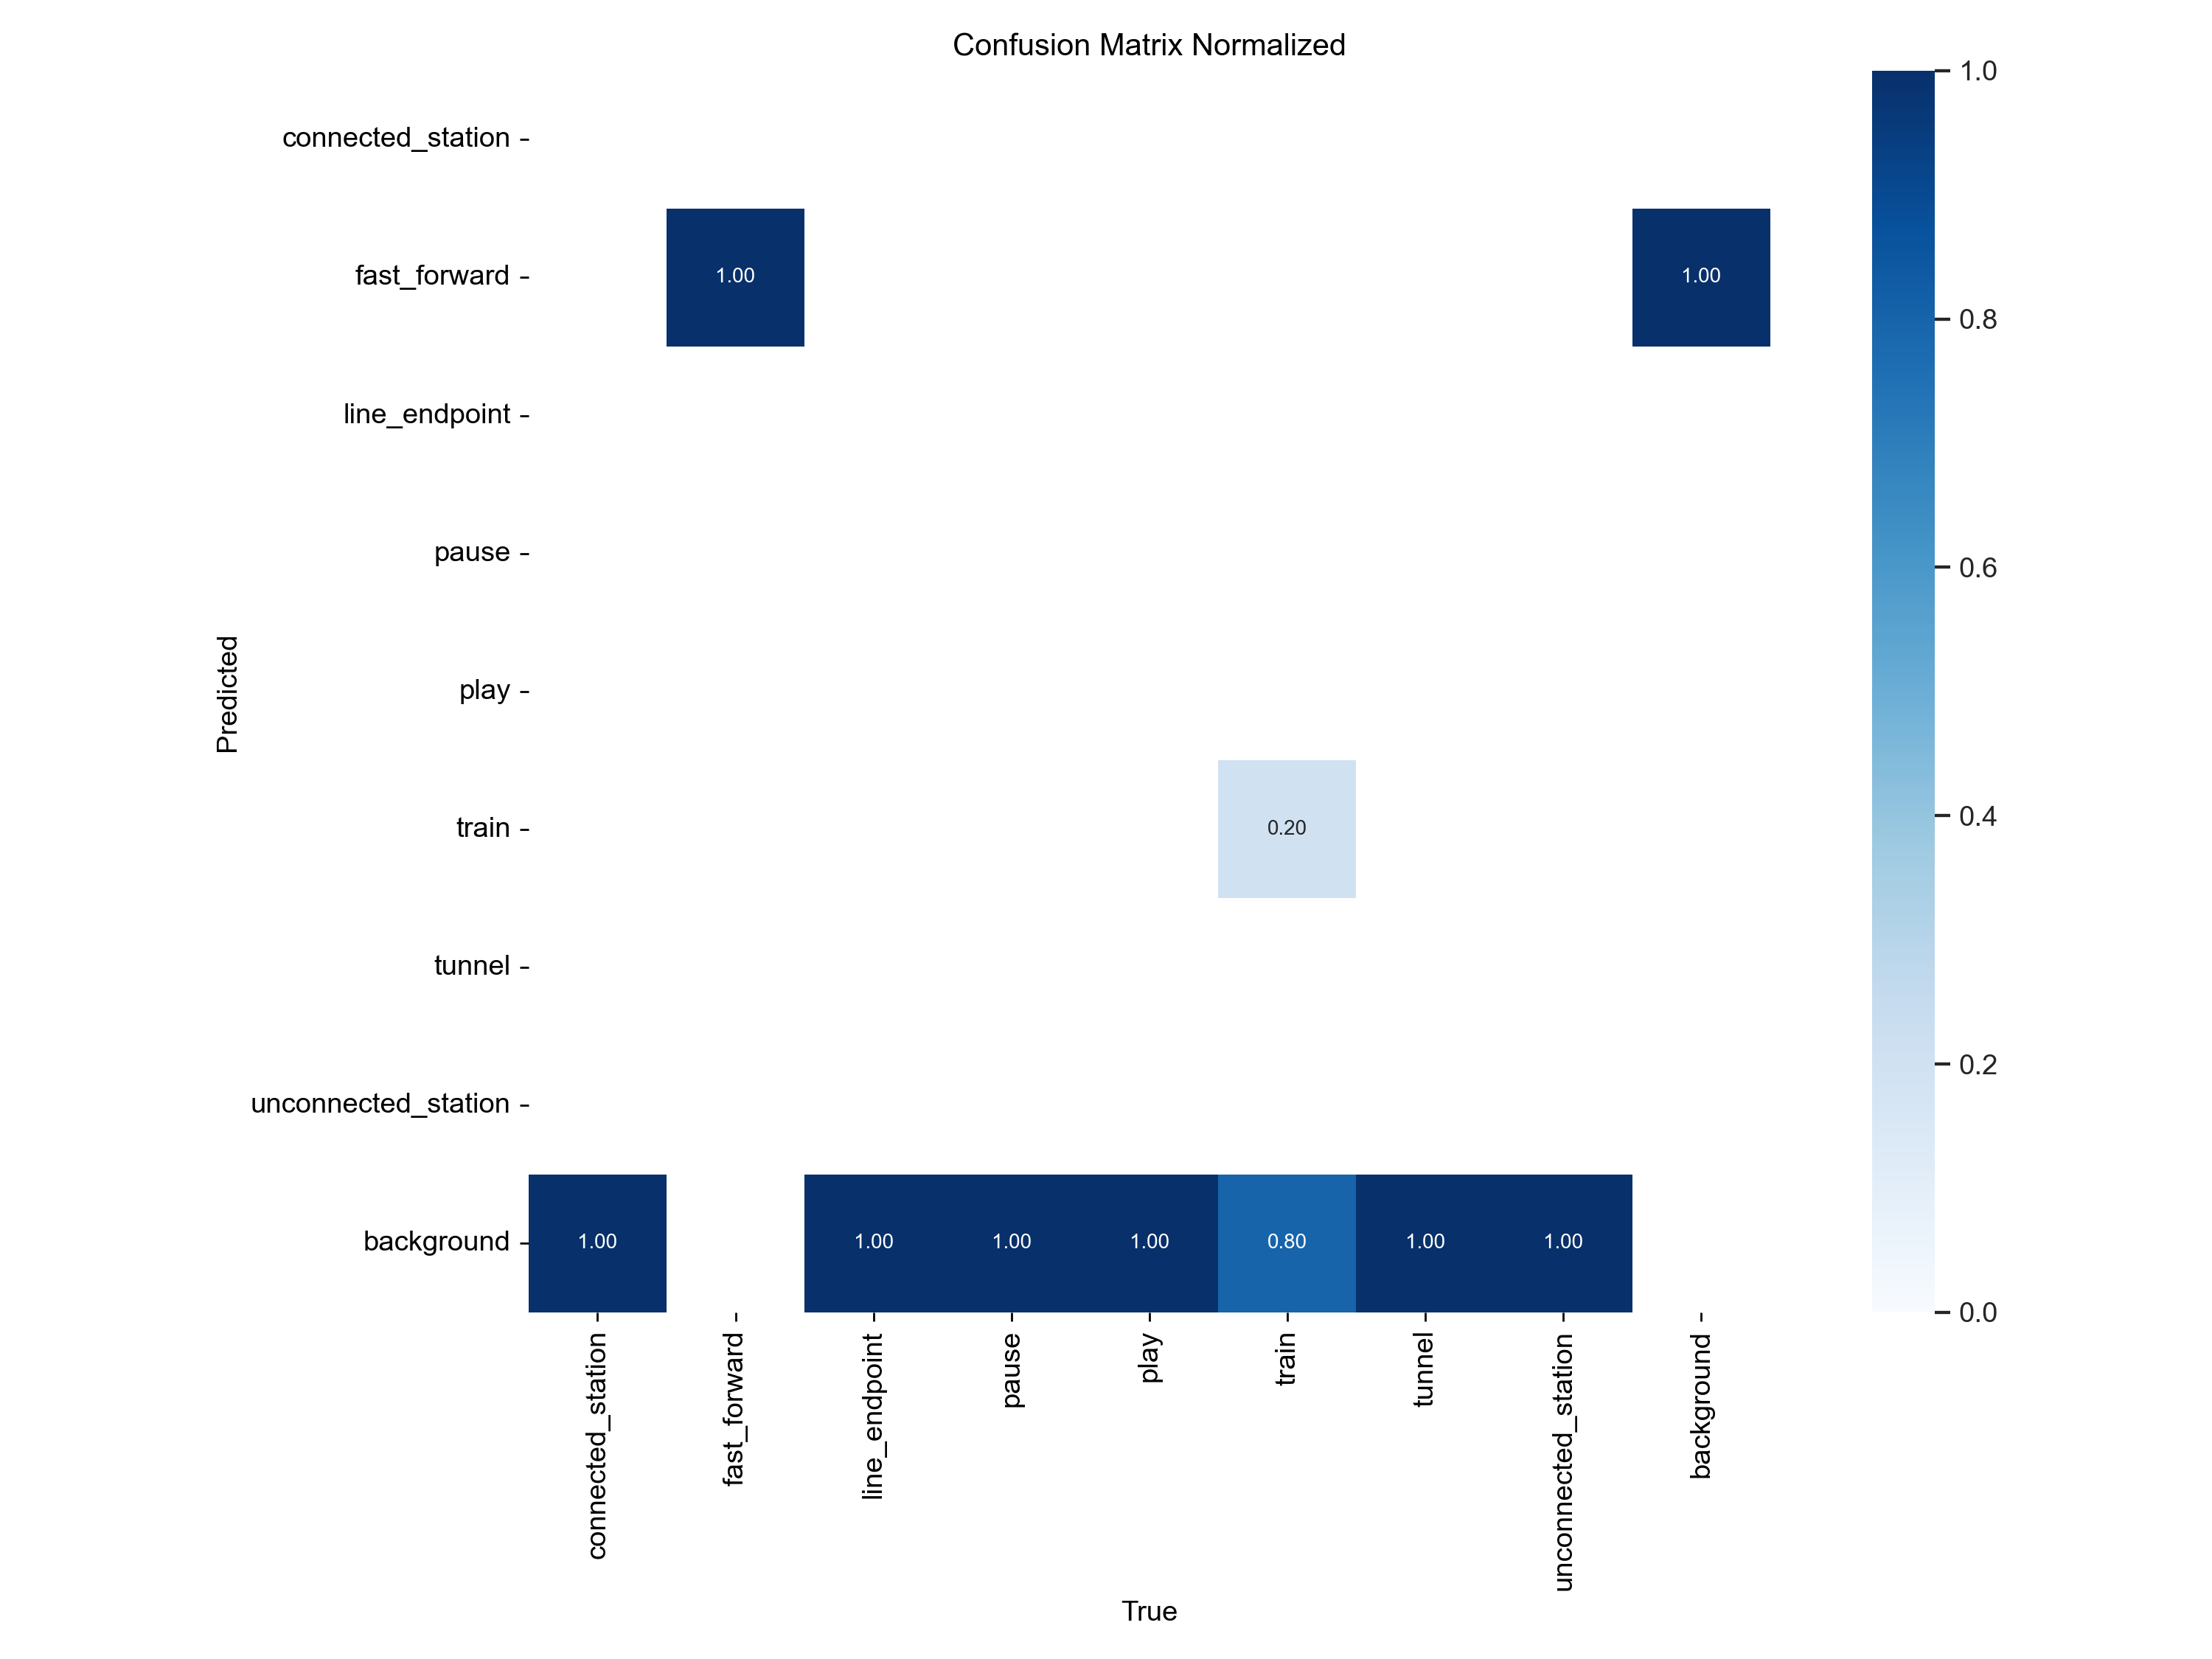 Confusion Matrix Normalized
connected_station
fast_forward
line_endpoint
pause
play
train
tunnel
unconnected_station
background
Predicted
1.00 1.00
0.20
1.00 1.00 1.00 1.00 0.80 1.00 1.00
connected_station
fast_forward
line_endpoint
pause
play
train
tunnel
unconnected_station
background
True
1.0
0.8
0.6
0.4
0.2
0.0